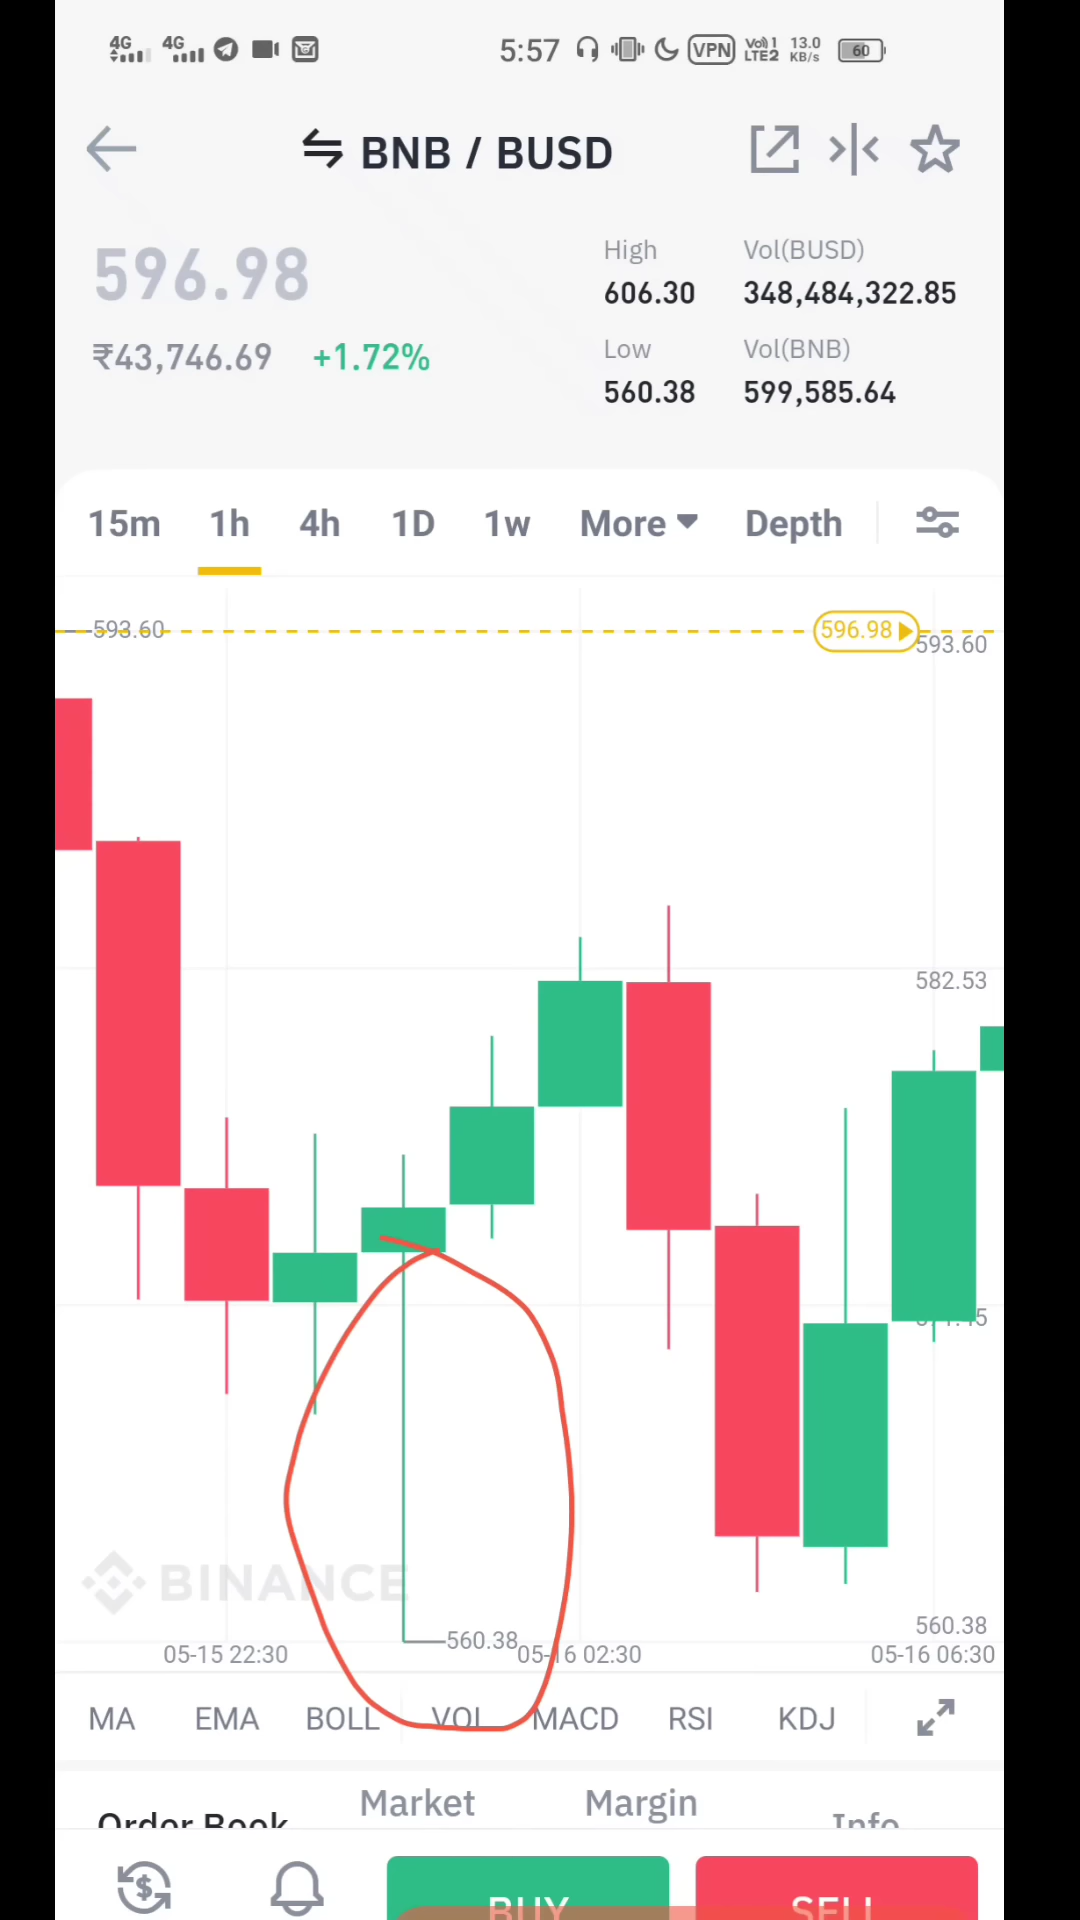 4G 4G 5:57 VPN Vo)) 1 LTE2 13.0 KB/s 60
BNB / BUSD
596.98
₹43,746.69 +1.72%
High
606.30
Low
560.38
Vol(BUSD)
348,484,322.85
Vol(BNB)
599,585.64
15m 1h 4h 1D 1w More Depth
593.60
596.98
593.60
582.53
560.38
560.38
BINANCE
05-15 22:30 05-16 02:30 05-16 06:30
MA EMA BOLL VOL MACD RSI KDJ
Order Book Market Margin Info
BUY SELL